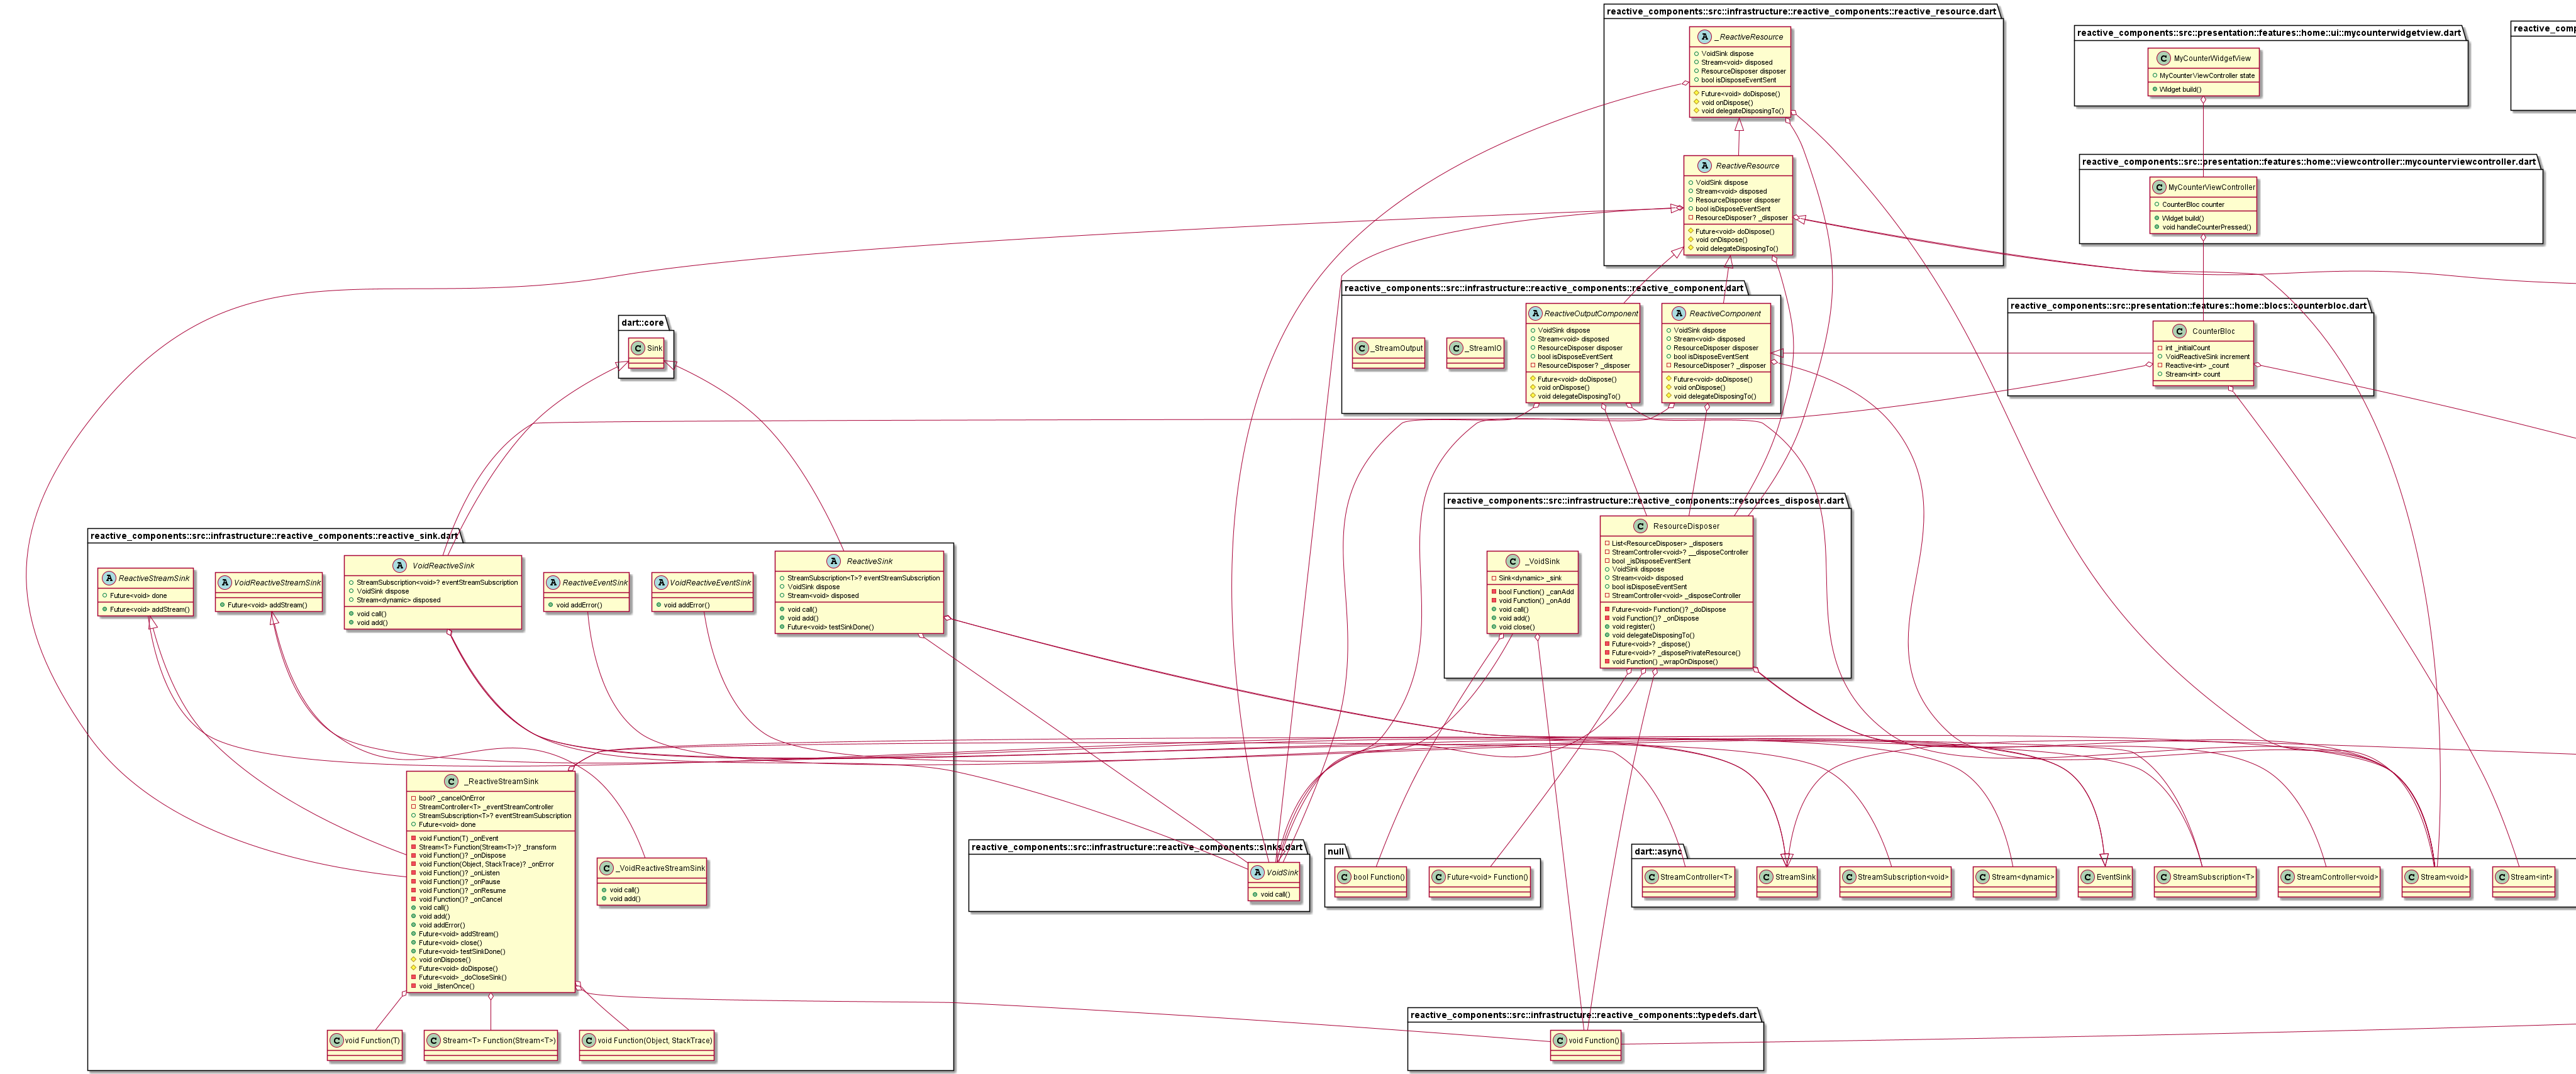 reactive_components::src::infrastructure::reactive_components::reactive_resource.dart
A _ReactiveResource
VoidSink dispose
Stream<void> disposed
ResourceDisposer disposer
bool isDisposeEventSent
Future<void> doDispose()
void onDispose()
void delegateDisposingTo()
A ReactiveResource
VoidSink dispose
Stream<void> disposed
ResourceDisposer disposer
bool isDisposeEventSent
ResourceDisposer? _disposer
Future<void> doDispose()
void onDispose()
void delegateDisposingTo()
reactive_components::src::presentation::features::home::ui::mycounterwidgetview.dart
C MyCounterWidgetView
MyCounterViewController state
Widget build()
reactive_comp
reactive_components::src::presentation::features::home::viewcontroller::mycounterviewcontroller.dart
C MyCounterViewController
CounterBloc counter
Widget build()
void handleCounterPressed()
reactive_components::src::infrastructure::reactive_components::reactive_component.dart
C _StreamOutput
C _StreamIO
A ReactiveOutputComponent
VoidSink dispose
Stream<void> disposed
ResourceDisposer disposer
bool isDisposeEventSent
ResourceDisposer? _disposer
Future<void> doDispose()
void onDispose()
void delegateDisposingTo()
A ReactiveComponent
VoidSink dispose
Stream<void> disposed
ResourceDisposer disposer
bool isDisposeEventSent
ResourceDisposer? _disposer
Future<void> doDispose()
void onDispose()
void delegateDisposingTo()
reactive_components::src::presentation::features::home::blocs::counterbloc.dart
C CounterBloc
int _initialCount
VoidReactiveSink increment
Reactive<int> _count
Stream<int> count
dart::core
C Sink
reactive_components::src::infrastructure::reactive_components::resources_disposer.dart
C _VoidSink
Sink<dynamic> _sink
bool Function() _canAdd
void Function() _onAdd
void call()
void add()
void close()
C ResourceDisposer
List<ResourceDisposer> _disposers
StreamController<void>? __disposeController
bool _isDisposeEventSent
VoidSink dispose
Stream<void> disposed
bool isDisposeEventSent
StreamController<void> _disposeController
Future<void> Function()? _doDispose
void Function()? _onDispose
void register()
void delegateDisposingTo()
Future<void>? _dispose()
Future<void>? _disposePrivateResource()
void Function() _wrapOnDispose()
reactive_components::src::infrastructure::reactive_components::reactive_sink.dart
A ReactiveStreamSink
Future<void> done
Future<void> addStream()
A VoidReactiveStreamSink
Future<void> addStream()
A VoidReactiveSink
StreamSubscription<void>? eventStreamSubscription
VoidSink dispose
Stream<dynamic> disposed
void call()
void add()
A ReactiveEventSink
void addError()
A VoidReactiveEventSink
void addError()
A ReactiveSink
StreamSubscription<T>? eventStreamSubscription
VoidSink dispose
Stream<void> disposed
void call()
void add()
Future<void> testSinkDone()
C _ReactiveStreamSink
bool? _cancelOnError
StreamController<T> _eventStreamController
StreamSubscription<T>? eventStreamSubscription
Future<void> done
void Function(T) _onEvent
Stream<T> Function(Stream<T>)? _transform
void Function()? _onDispose
void Function(Object, StackTrace)? _onError
void Function()? _onListen
void Function()? _onPause
void Function()? _onResume
void Function()? _onCancel
void call()
void add()
void addError()
Future<void> addStream()
Future<void> close()
Future<void> testSinkDone()
void onDispose()
Future<void> doDispose()
Future<void> _doCloseSink()
void _listenOnce()
C _VoidReactiveStreamSink
void call()
void add()
C void Function(T)
C Stream<T> Function(Stream<T>)
C void Function(Object, StackTrace)
reactive_components::src::infrastructure::reactive_components::sinks.dart
A VoidSink
void call()
null
C bool Function()
C Future<void> Function()
dart::async
C StreamController<T>
C StreamSink
C StreamSubscription<void>
C Stream<dynamic>
C EventSink
C StreamSubscription<T>
C StreamController<void>
C Stream<void>
C Stream<int>
reactive_components::src::infrastructure::reactive_components::typedefs.dart
C void Function()